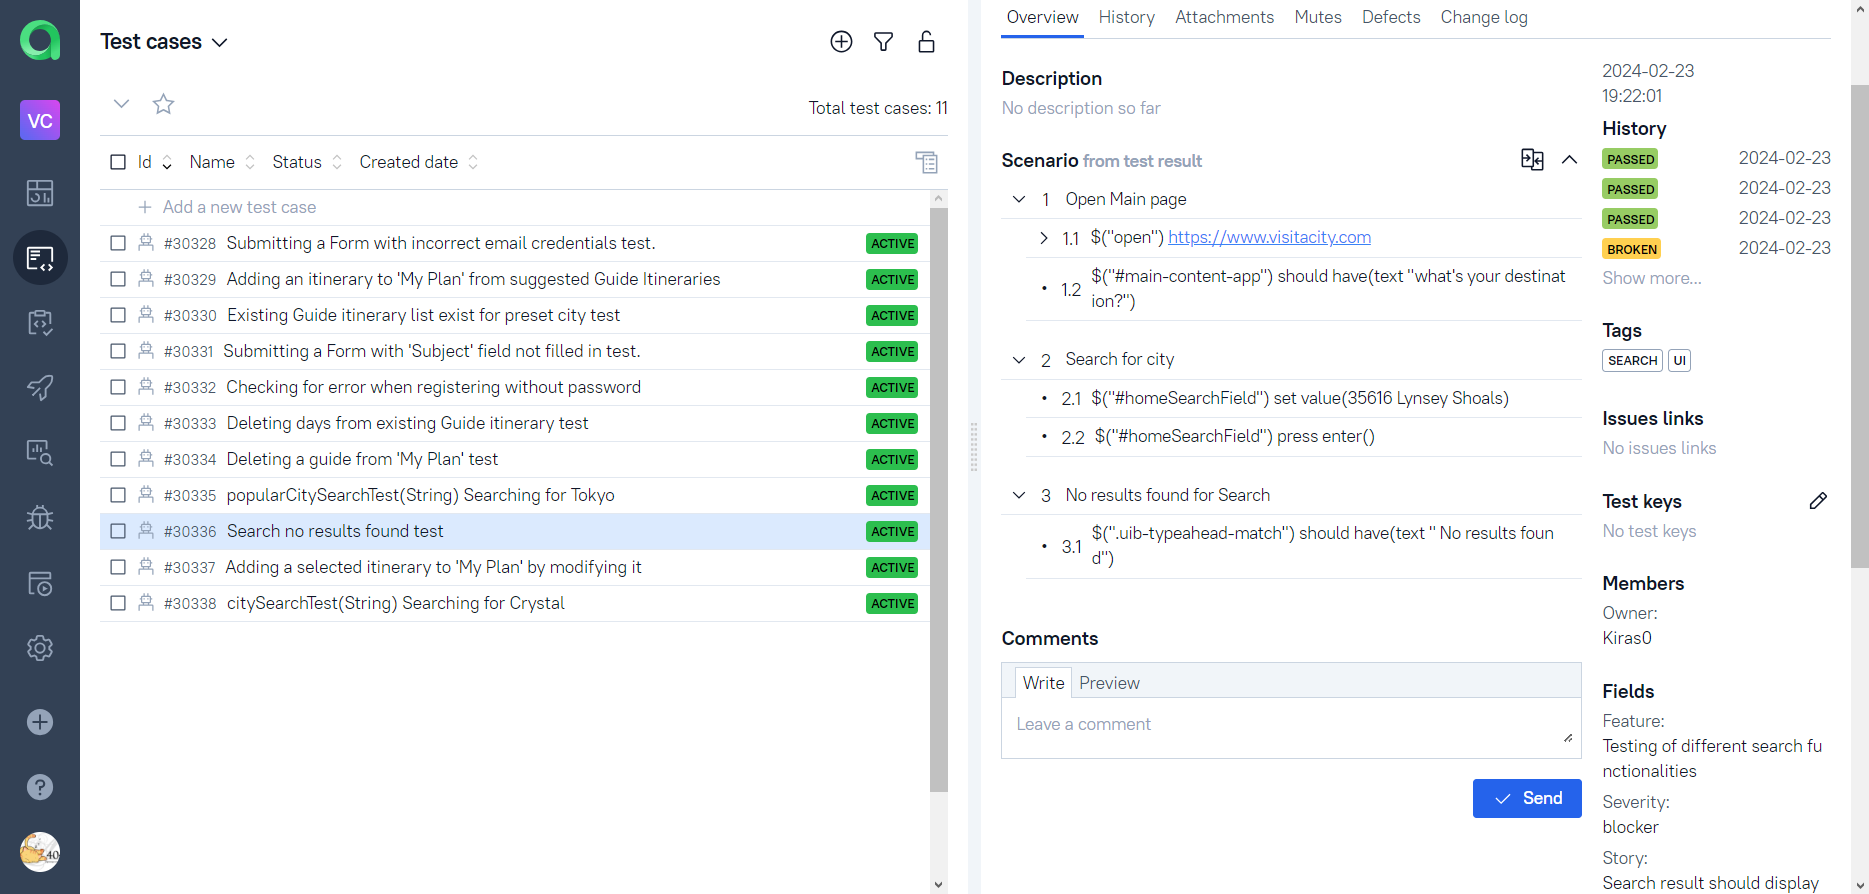 VC
40
Test cases
Total test cases: 11
Id Name Status Created date
Add a new test case
#30328 Submitting a Form with incorrect email credentials test. ACTIVE
#30329 Adding an itinerary to 'My Plan' from suggested Guide Itineraries ACTIVE
#30330 Existing Guide itinerary list exist for preset city test ACTIVE
#30331 Submitting a Form with 'Subject' field not filled in test. ACTIVE
#30332 Checking for error when registering without password ACTIVE
#30333 Deleting days from existing Guide itinerary test ACTIVE
#30334 Deleting a guide from 'My Plan' test ACTIVE
#30335 popularCitySearchTest(String) Searching for Tokyo ACTIVE
#30336 Search no results found test ACTIVE
#30337 Adding a selected itinerary to 'My Plan' by modifying it ACTIVE
#30338 citySearchTest(String) Searching for Crystal ACTIVE
Overview History Attachments Mutes Defects Change log
Description
No description so far
Scenario from test result
1 Open Main page
1.1 $("open") https://www.visitacity.com
1.2 $("#main-content-app") should have(text "what's your destinat
ion?")
2 Search for city
2.1 $("#homeSearchField") set value(35616 Lynsey Shoals)
2.2 $("#homeSearchField") press enter()
3 No results found for Search
3.1 $(".uib-typeahead-match") should have(text " No results foun
d")
Comments
Write Preview
Leave a comment
Send
2024-02-23
19:22:01
History
PASSED 2024-02-23
PASSED 2024-02-23
PASSED 2024-02-23
BROKEN 2024-02-23
Show more...
Tags
SEARCH UI
Issues links
No issues links
Test keys
No test keys
Members
Owner:
Kiras0
Fields
Feature:
Testing of different search fu
nctionalities
Severity:
blocker
Story:
Search result should display